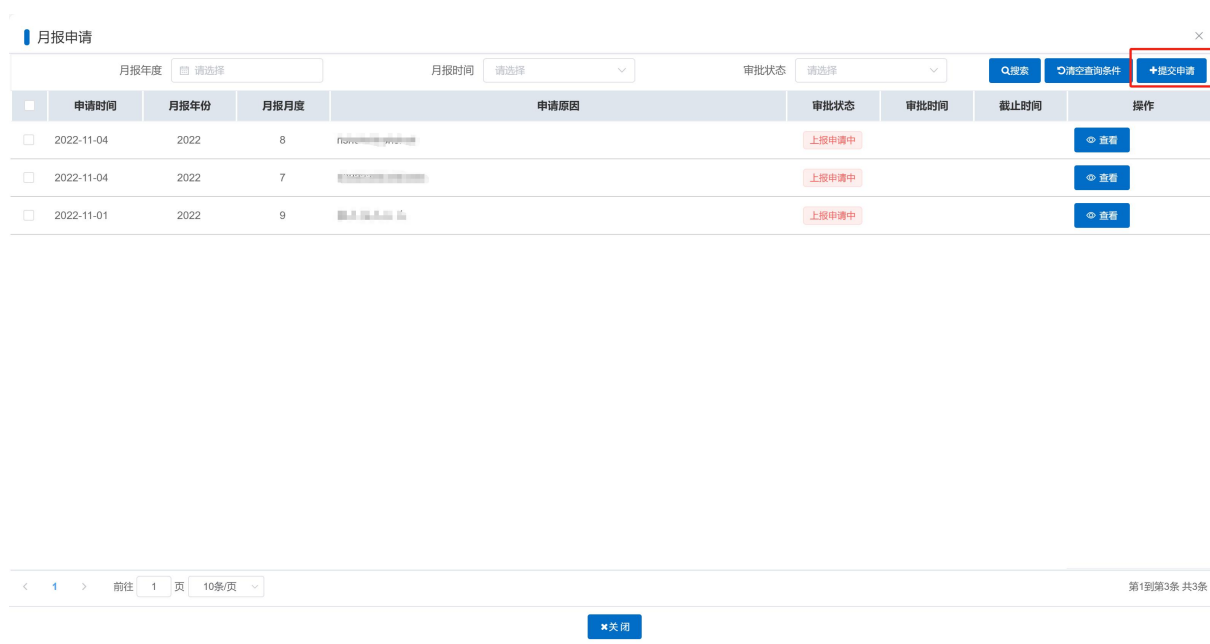 月报申请
月报年度 请选择 月报时间 请选择 审批状态 请选择 搜索 清空查询条件 提交申请
申请时间 月报年份 月报月度 申请原因 审批状态 审批时间 截止时间 操作
2022-11-04 2022 8 上报申请中 查看
2022-11-04 2022 7 上报申请中 查看
2022-11-01 2022 9 上报申请中 查看
1 前往 1 页 10条/页 第1到第3条 共3条
关闭